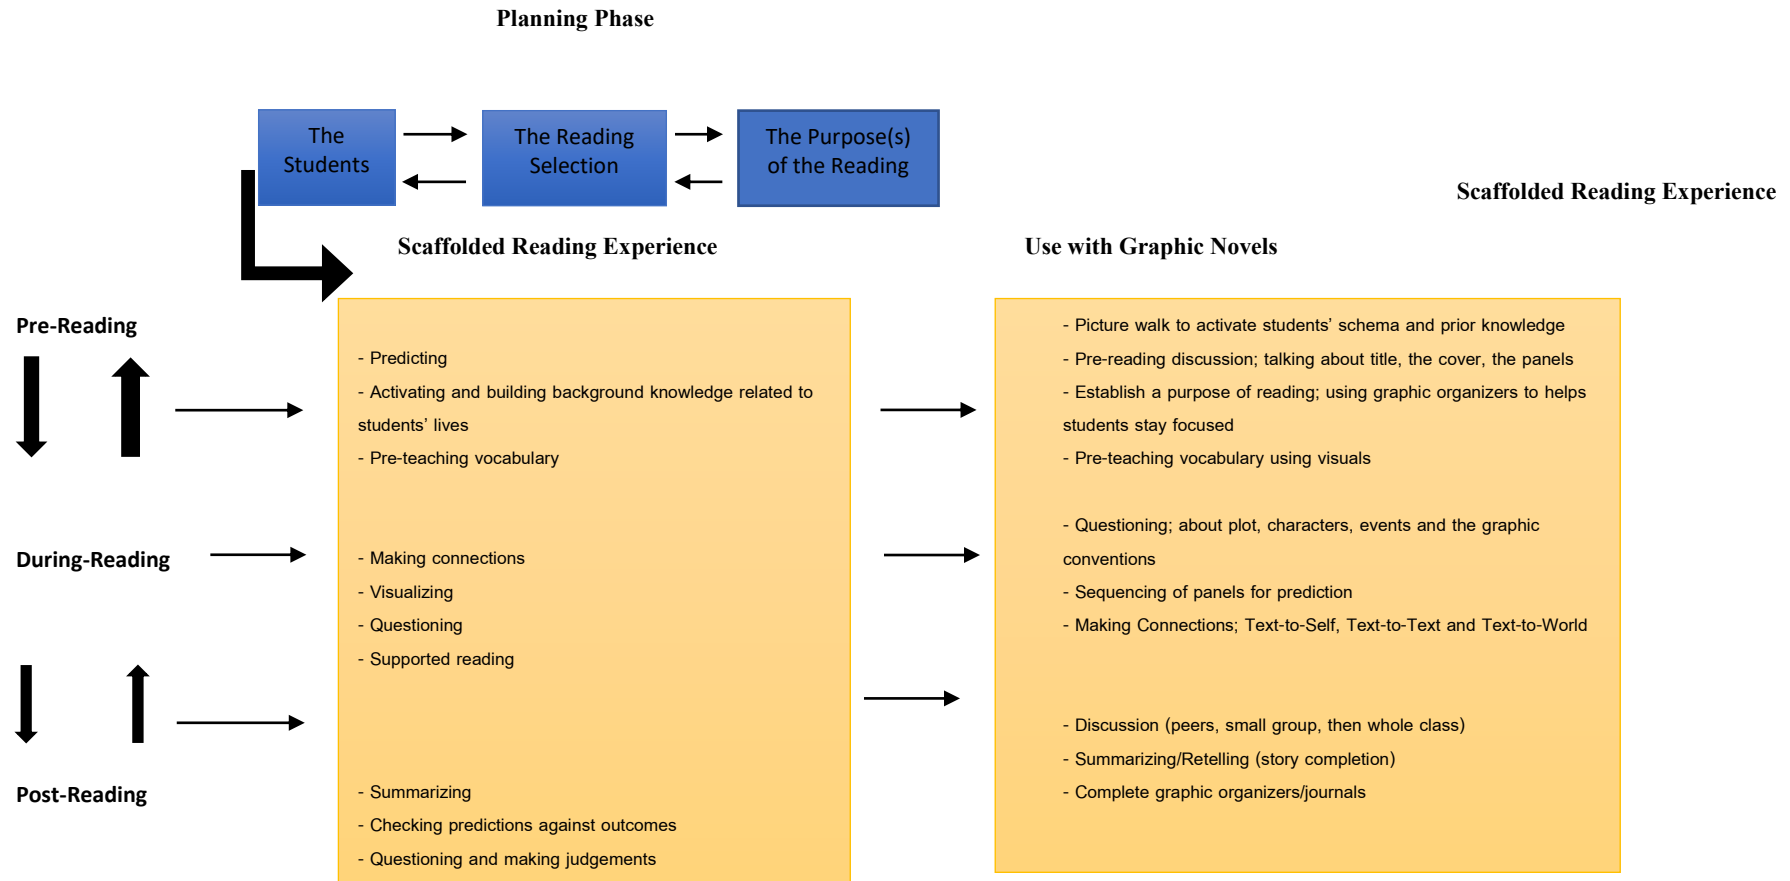 Planning Phase
The
Students
The Reading
Selection
The Purpose(s)
of the Reading
Scaffolded Reading Experience
Scaffolded Reading Experience
Use with Graphic Novels
Pre-Reading
- Predicting
- Activating and building background knowledge related to
students’ lives
- Pre-teaching vocabulary
- Picture walk to activate students’ schema and prior knowledge
- Pre-reading discussion; talking about title, the cover, the panels
- Establish a purpose of reading; using graphic organizers to helps
students stay focused
- Pre-teaching vocabulary using visuals
During-Reading
- Making connections
- Visualizing
- Questioning
- Supported reading
- Questioning; about plot, characters, events and the graphic
conventions
- Sequencing of panels for prediction
- Making Connections; Text-to-Self, Text-to-Text and Text-to-World
Post-Reading
- Summarizing
- Checking predictions against outcomes
- Questioning and making judgements
- Discussion (peers, small group, then whole class)
- Summarizing/Retelling (story completion)
- Complete graphic organizers/journals